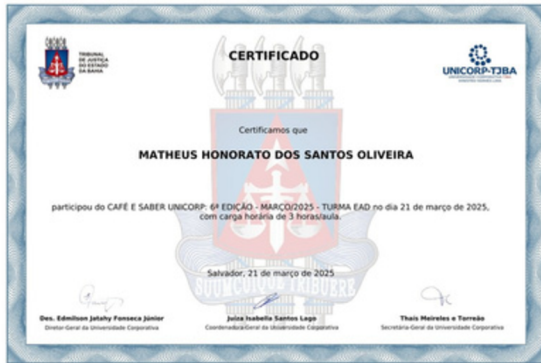 TRIBUNAL
DE JUSTIÇA
DO ESTADO
DA BAHIA
CERTIFICADO
UNICORP-TJBA
Certificamos que
MATHEUS HONORATO DOS SANTOS OLIVEIRA
participou do CAFÉ E SABER UNICORP: 6ª EDIÇÃO - MARÇO/2025 - TURMA EAD no dia 21 de março de 2025,
com carga horária de 3 horas/aula.
Salvador, 21 de março de 2025
SUUMCUIQUE TRIBUERE
Des. Edmilson Jatahy Fonseca Júnior
Diretor-Geral da Universidade Corporativa
Juíza Isabella Santos Lago
Coordenadora-Geral da Universidade Corporativa
Thaís Meireles e Torreão
Secretária-Geral da Universidade Corporativa